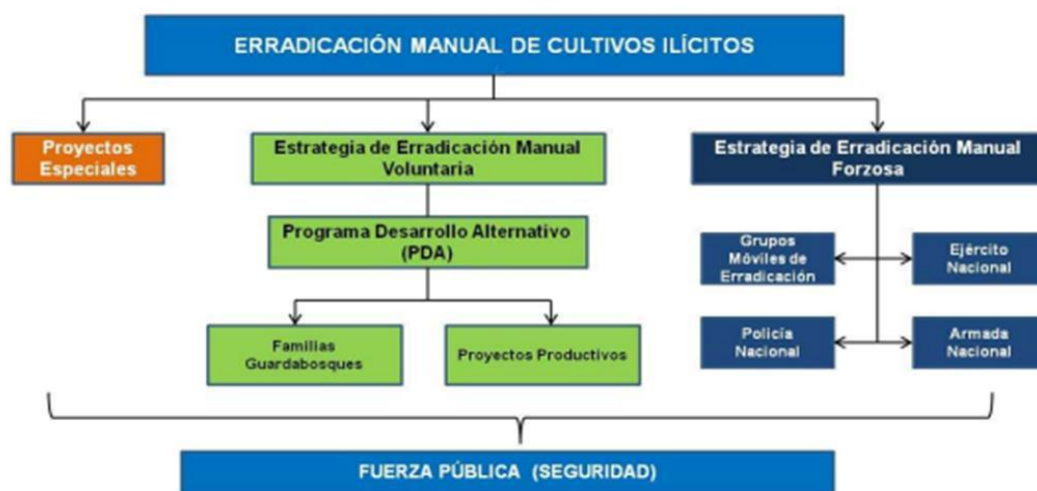 ERRADICACIÓN MANUAL DE CULTIVOS ILÍCITOS
Proyectos
Especiales
Estrategia de Erradicación Manual
Voluntaria
Estrategia de Erradicación Manual
Forzosa
Programa Desarrollo Alternativo
(PDA)
Grupos
Móviles de
Erradicación
Ejército
Nacional
Familias
Guardabosques
Proyectos Productivos
Policía
Nacional
Armada
Nacional
FUERZA PÚBLICA (SEGURIDAD)